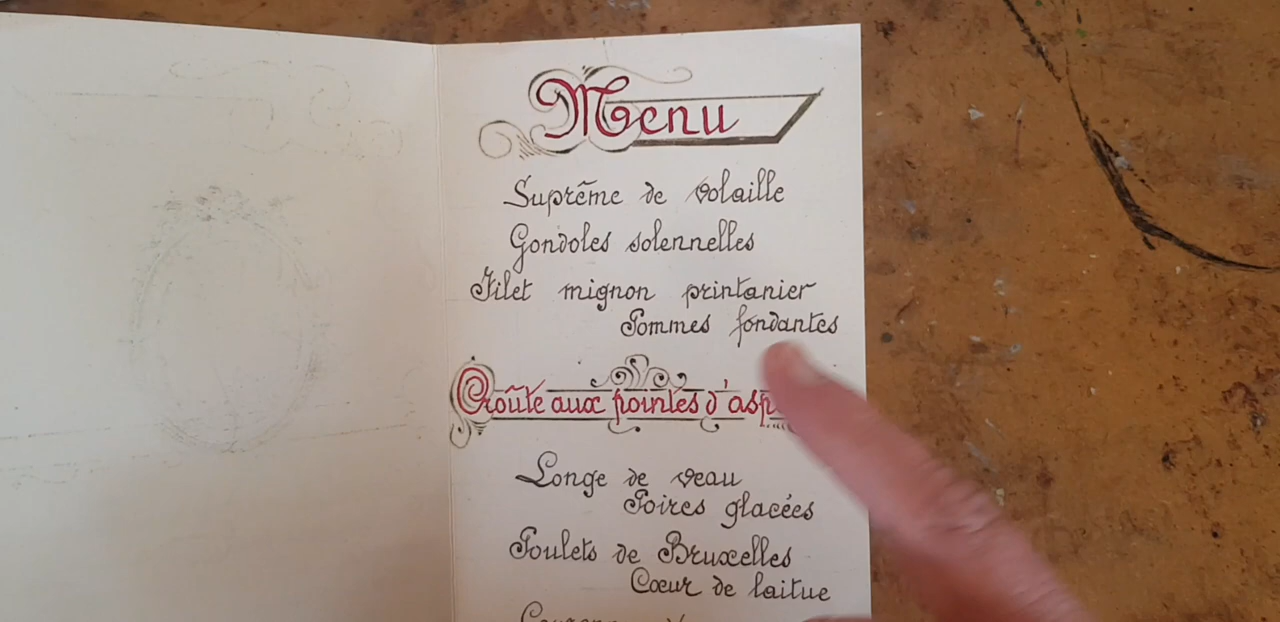 Menu
Suprême de volaille
Gondoles solennelles
Filet mignon printanier
Pommes fondantes
Croûte aux pointes
Longe de veau
Poires glacées
Poulets de Bruxelles
Cœur de laitue